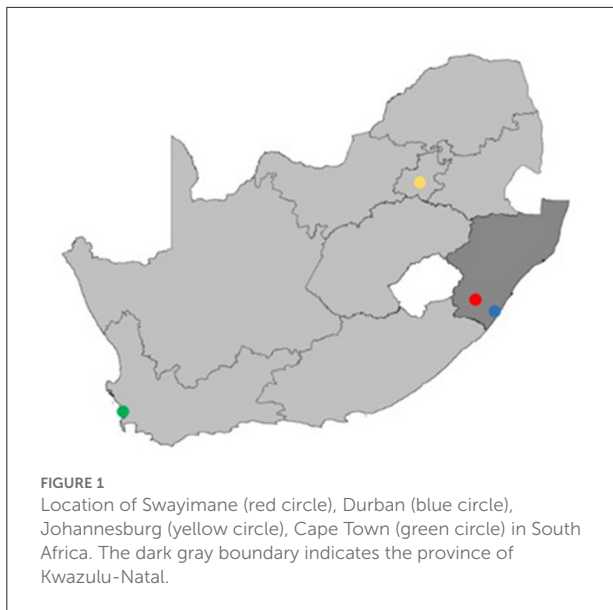 FIGURE 1
Location of Swayimane (red circle), Durban (blue circle),
Johannesburg (yellow circle), Cape Town (green circle) in South
Africa. The dark gray boundary indicates the province of
Kwazulu-Natal.